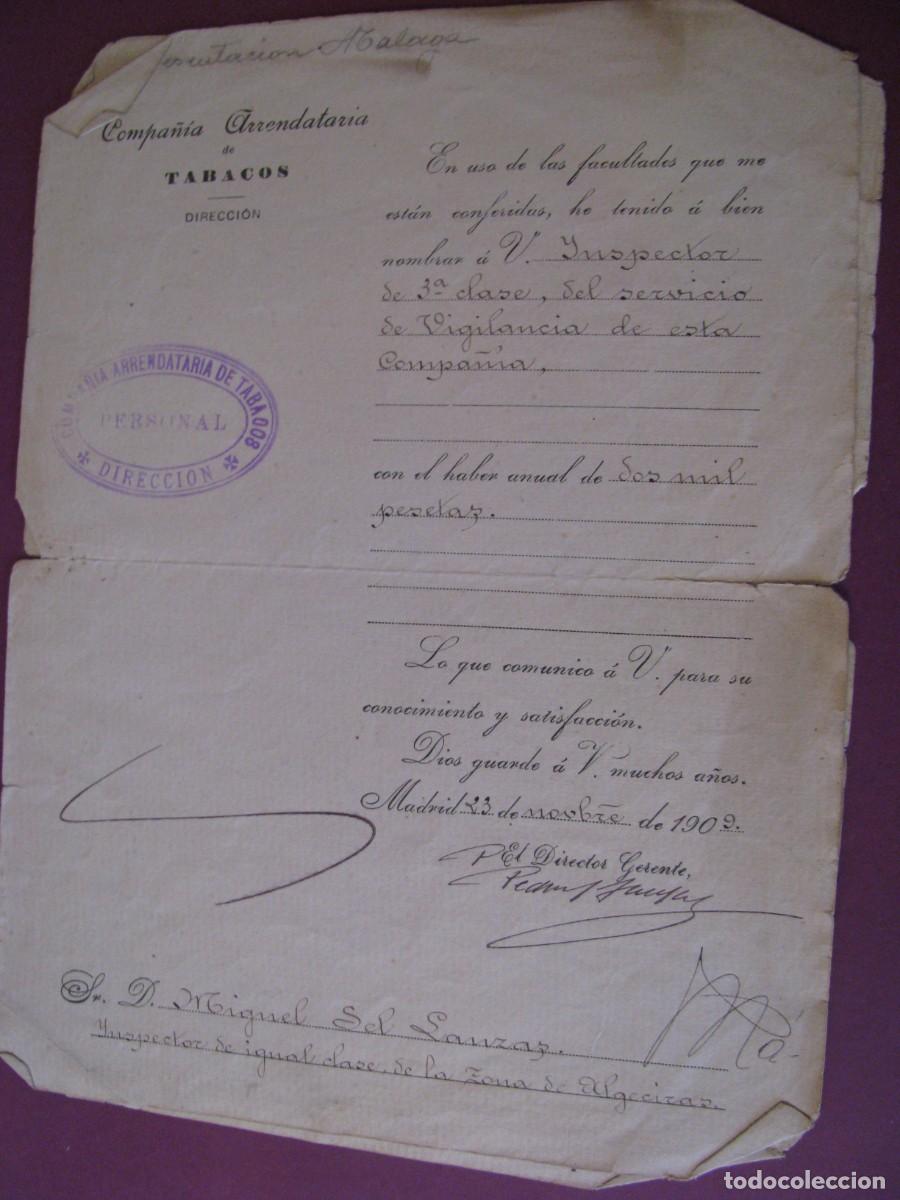 Malaga
Compañía Arrendataria
de
TABACOS
DIRECCIÓN
COMPAÑIA ARRENDATARIA DE TABACOS
PERSONAL
DIRECCION
En uso de las facultades que me
están conferidas, he tenido á bien
nombrar á V. Inspector
de 3ª clase, del servicio
de Vigilancia de esta
Compañía,
con el haber anual de dos mil
pesetas.
Lo que comunico á V. para su
conocimiento y satisfacción.
Dios guarde á V. muchos años.
Madrid 23 de novbre de 1909.
El Director Gerente,
Sr. D. Miguel Sel Lanzas.
Inspector de igual clase, de la Zona de Algeciras.
todocoleccion